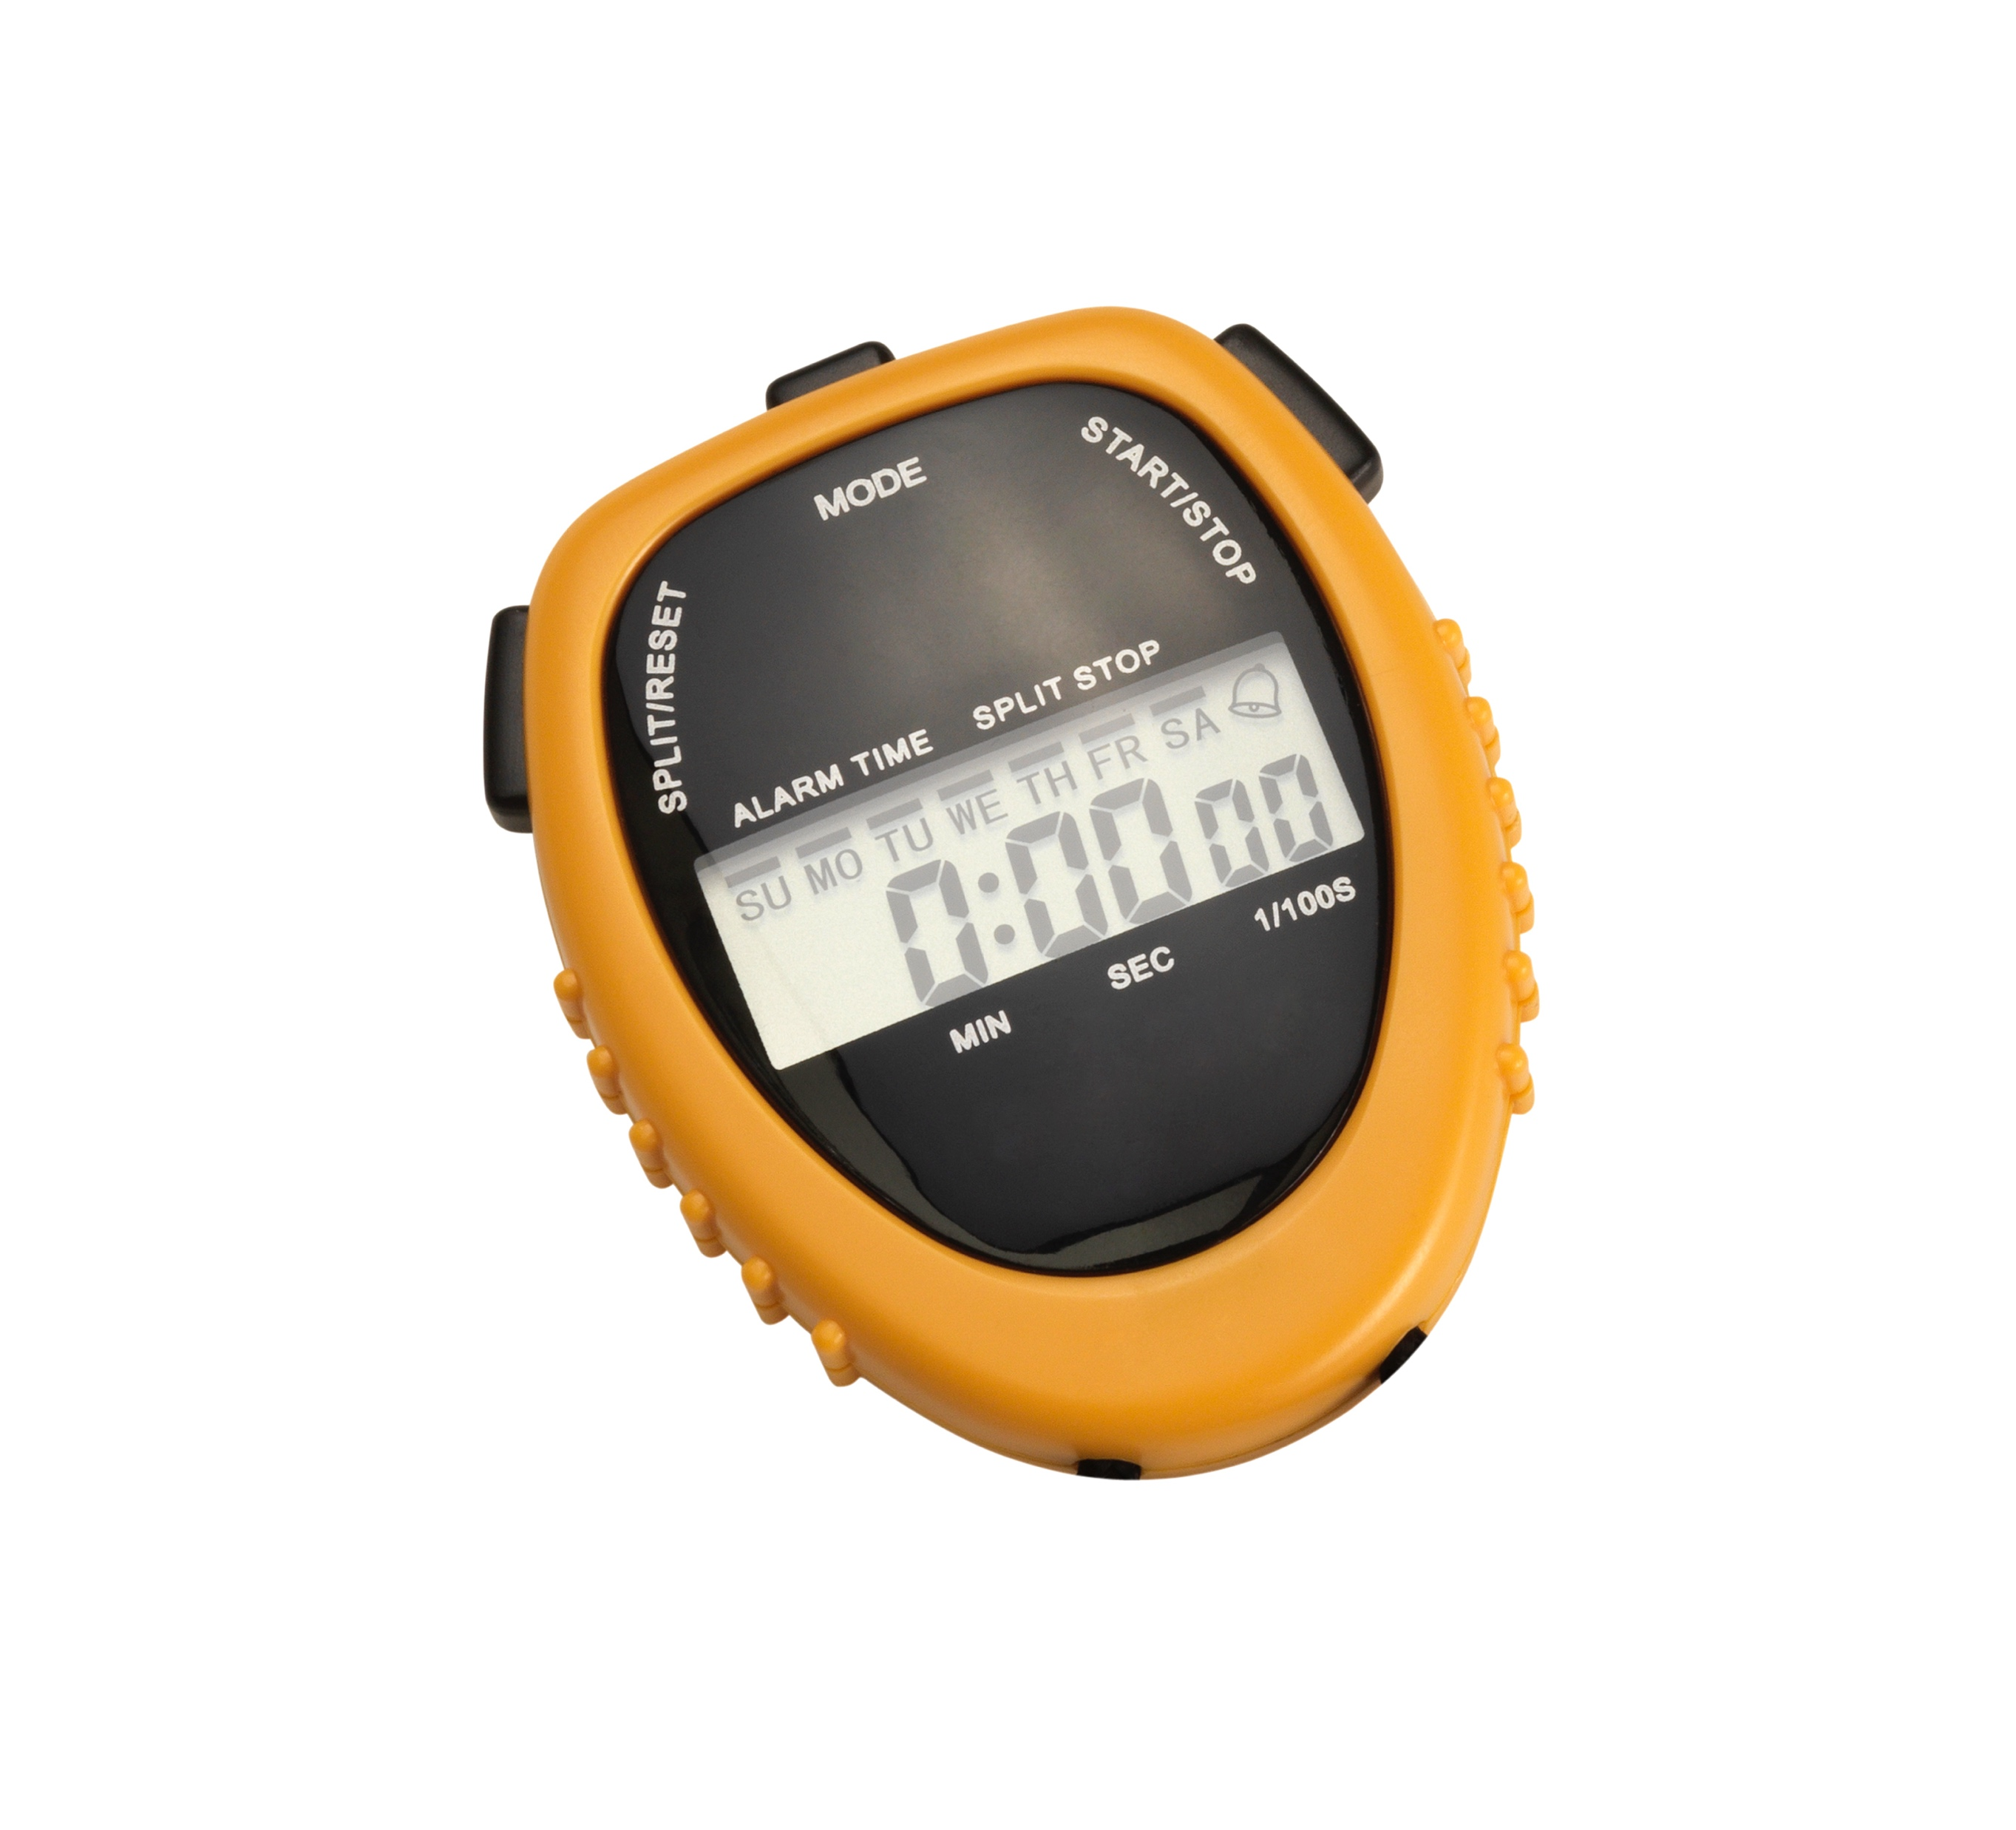 MODE
START/STOP
SPLIT/RESET
ALARM TIME SPLIT STOP
SU MO TU WE TH FR SA
0:00 00
MIN SEC 1/100S